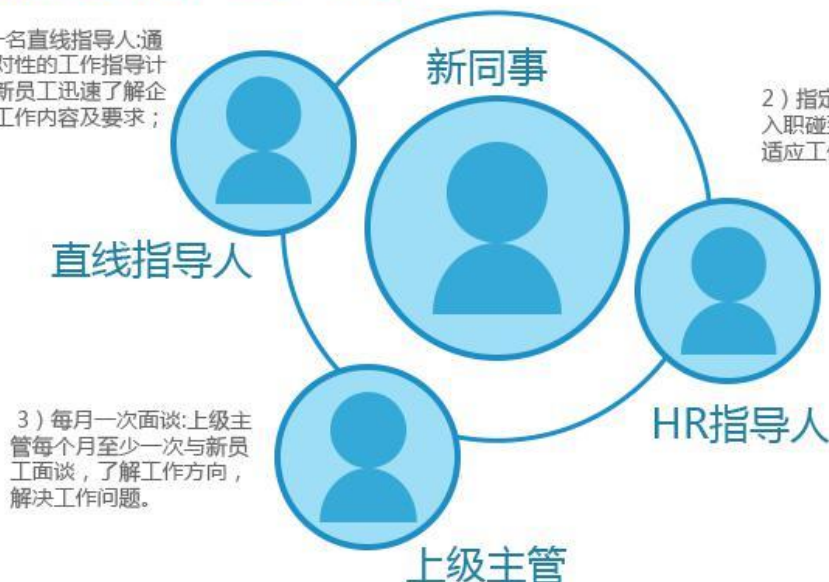 一名直线指导人:通
对性的工作指导计
新员工迅速了解企
工作内容及要求；
新同事
2）指定
入职碰
适应工
直线指导人
HR指导人
3）每月一次面谈:上级主
管每个月至少一次与新员
工面谈，了解工作方向，
解决工作问题。
上级主管